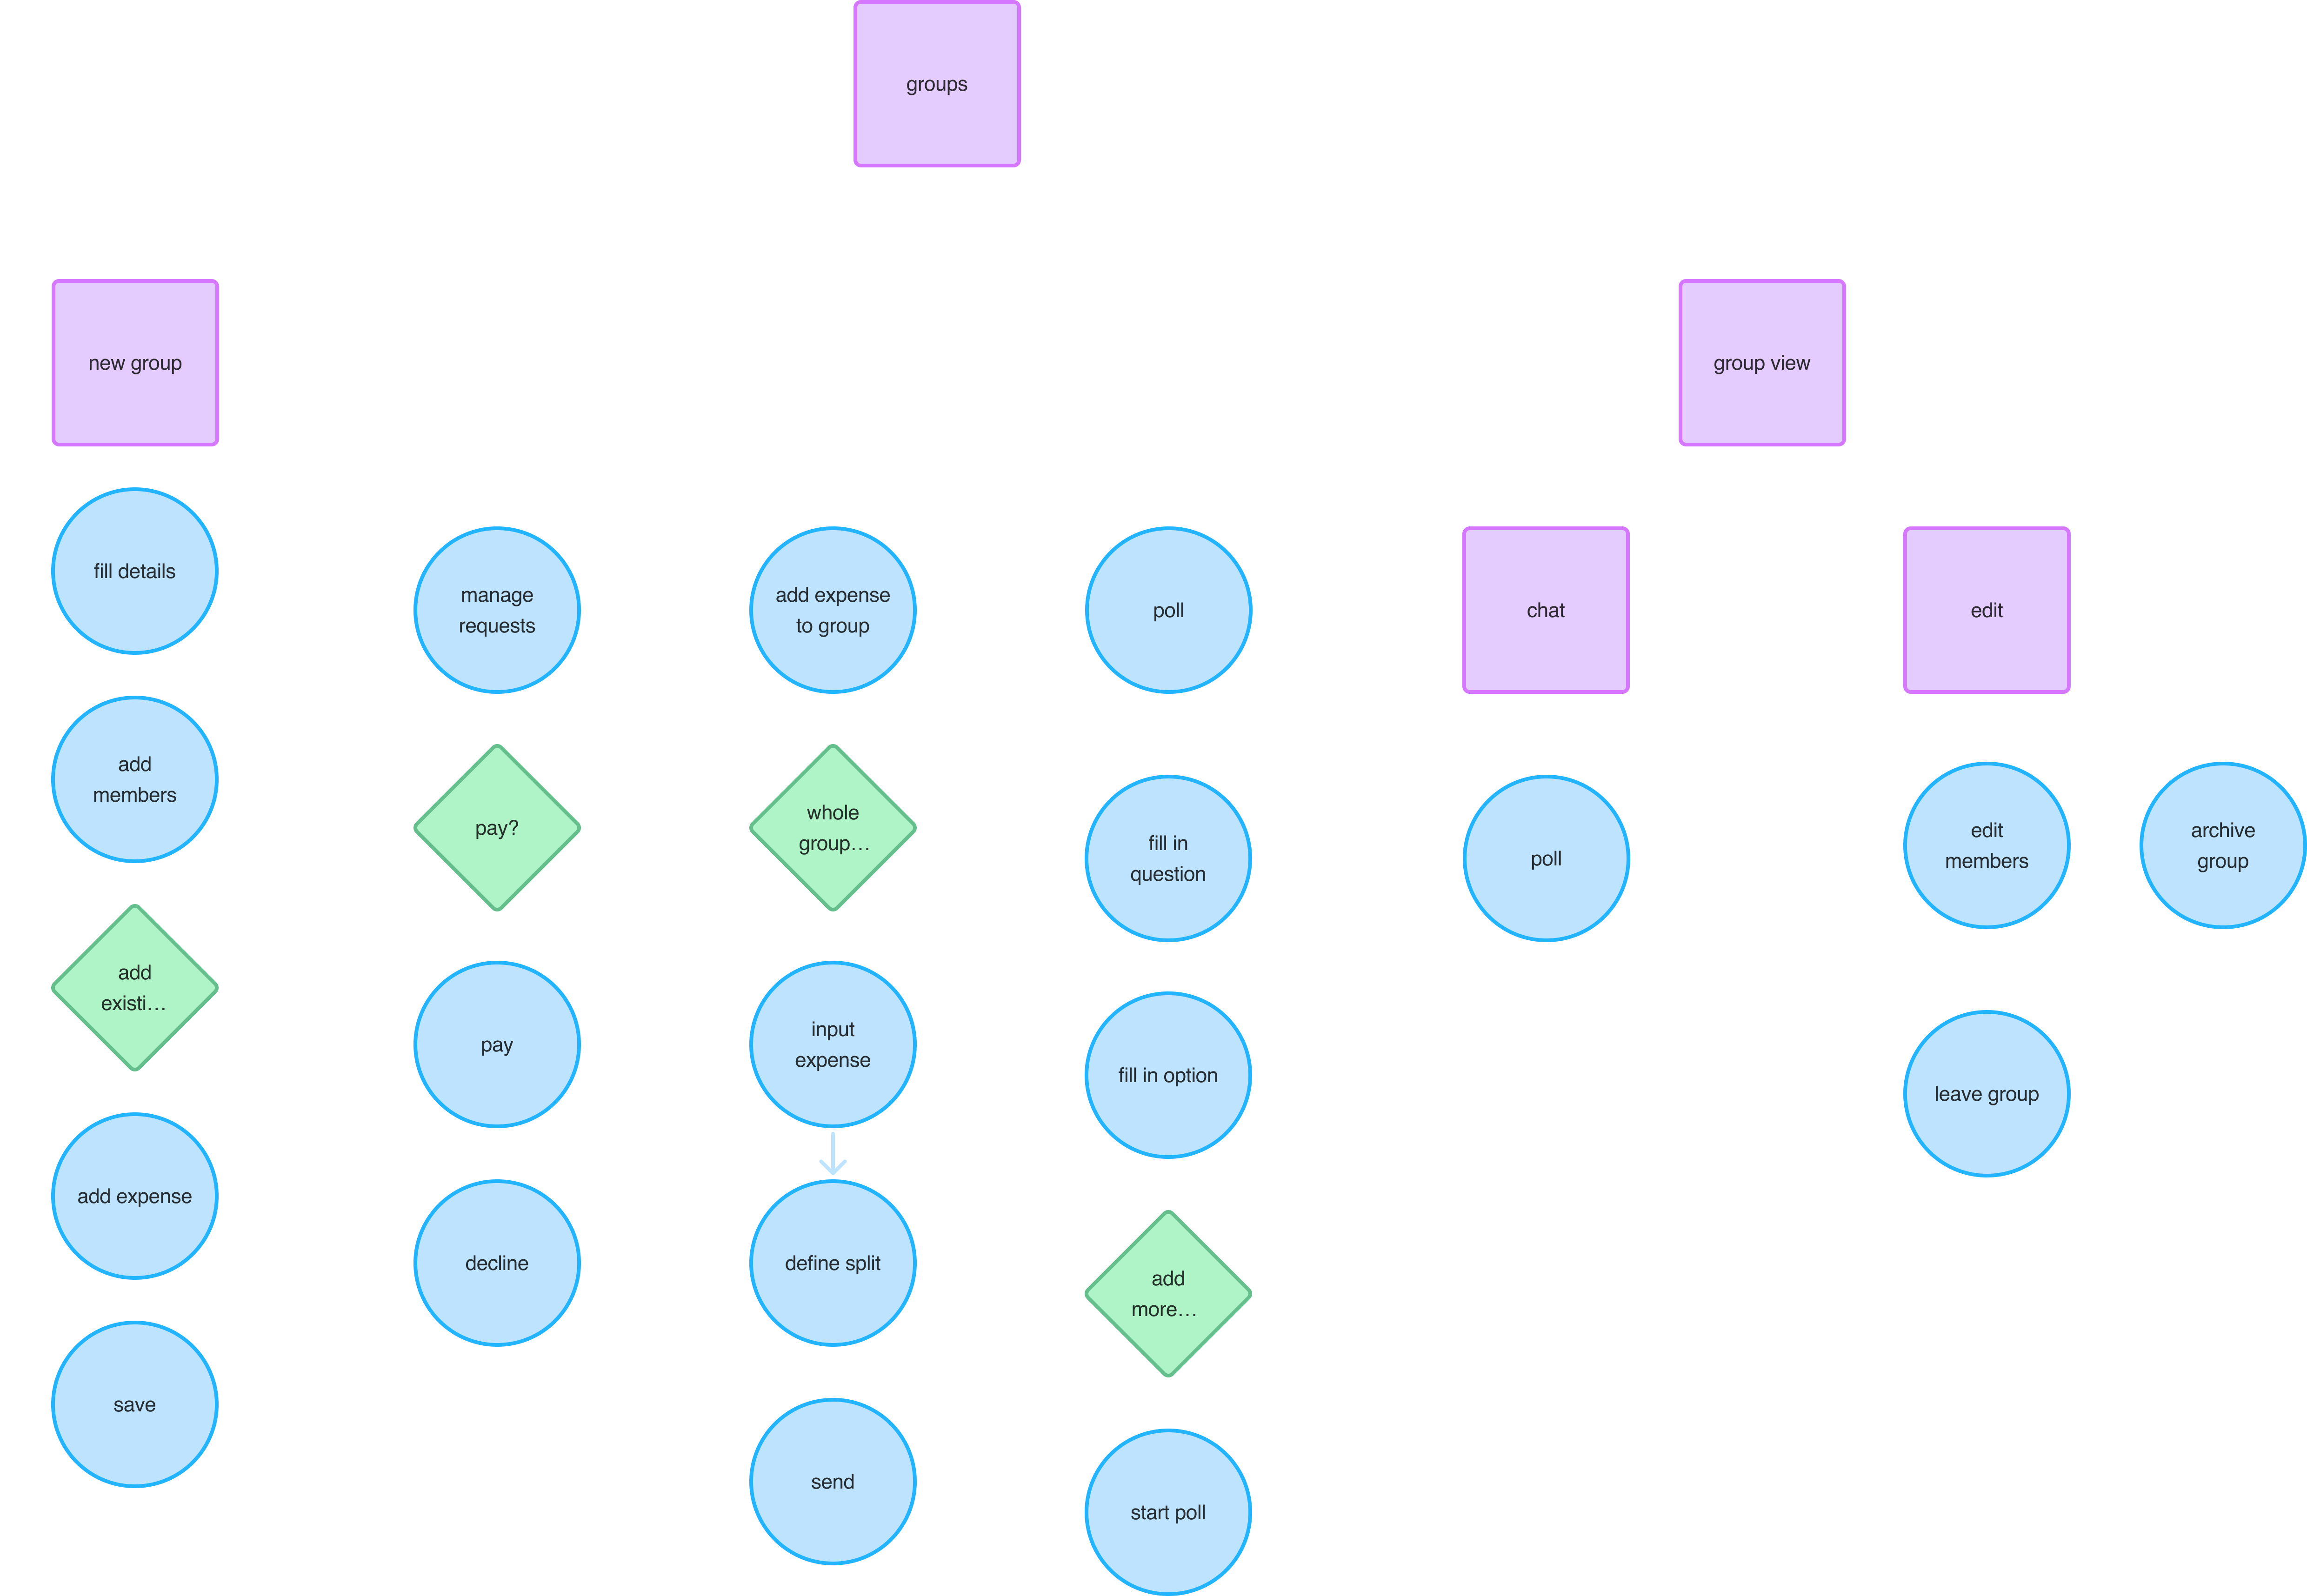 groups
new group
group view
fill details
manage
requests
add expense
to group
poll
chat
edit
add
members
pay?
whole
group…
fill in
question
poll
edit
members
archive
group
add
existi…
pay
input
expense
fill in option
leave group
add expense
decline
define split
add
more…
save
send
start poll